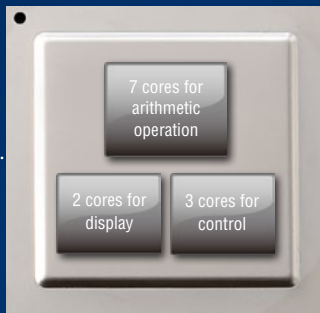 7 cores for
arithmetic
operation
2 cores for
display
3 cores for
control